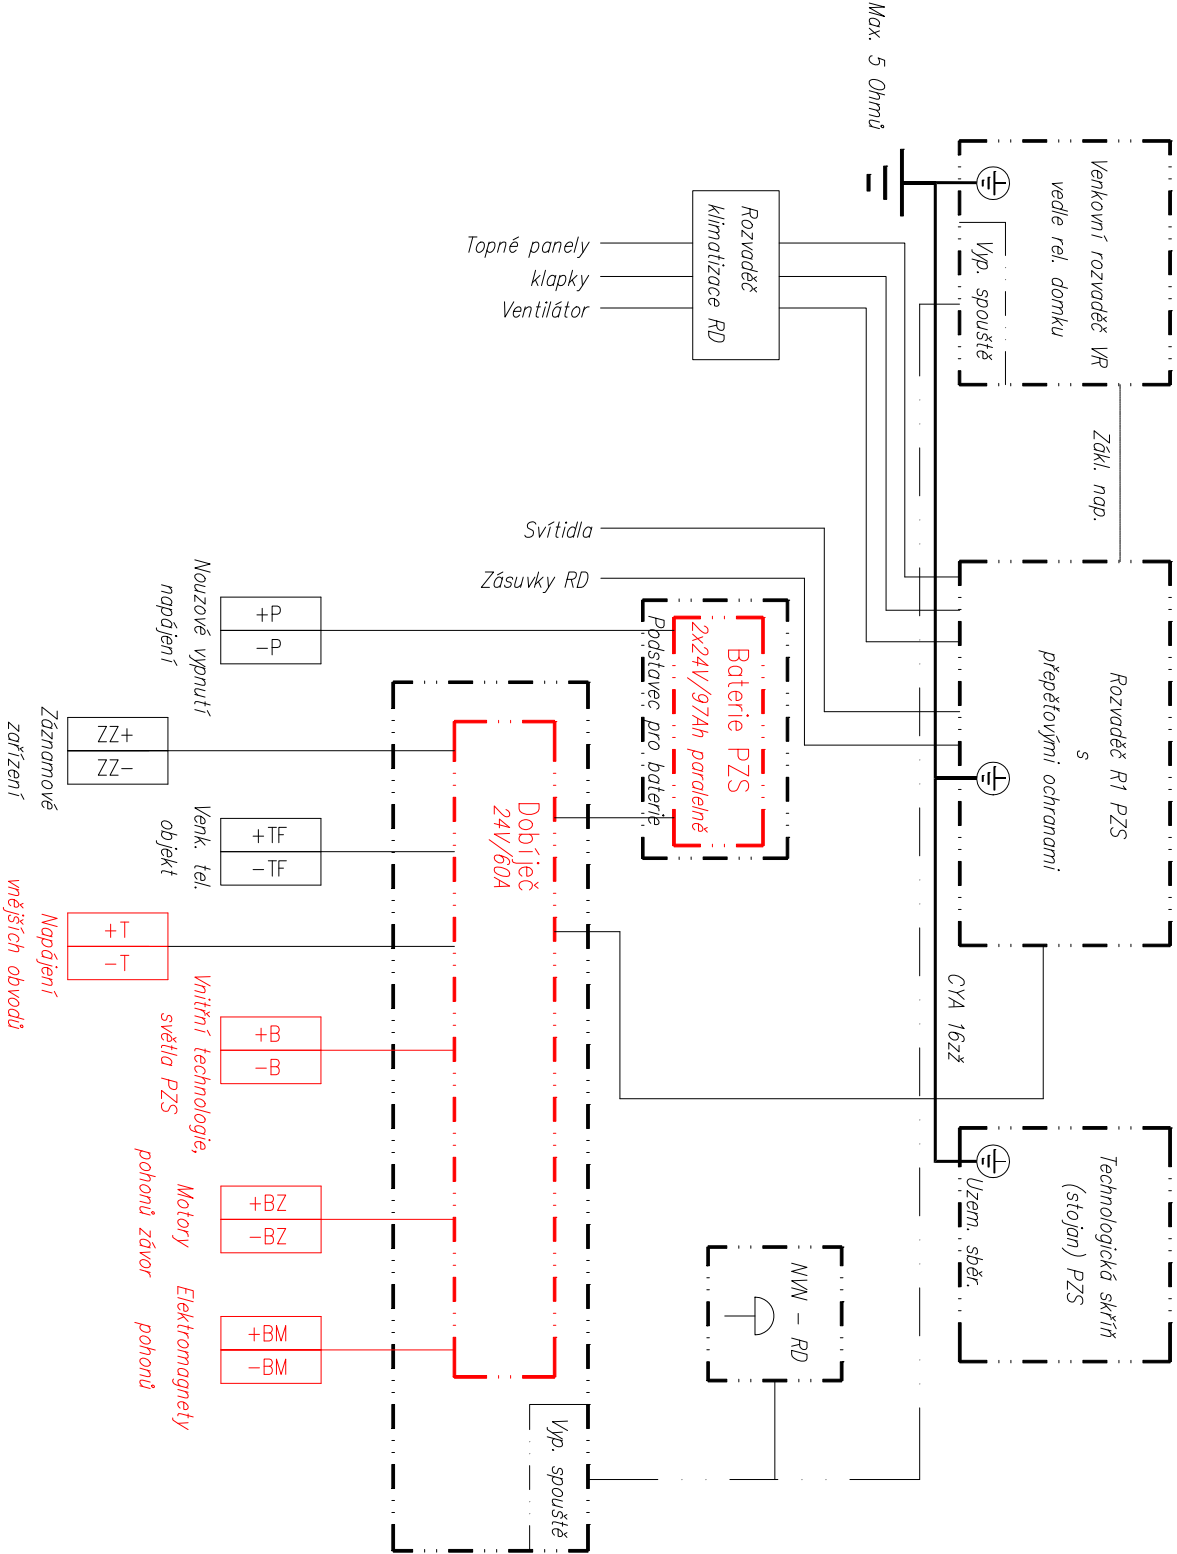 Max. 5 Ohmů
Venkovní rozvaděč VR
vedle rel. domku
Vyp. spouště
Zákl. nap.
Rozvaděč R1 PZS
s
přepěťovými ochranami
CYA 16zž
Technologická skříň
(stojan) PZS
Uzem. sběr.
Rozvaděč
klimatizace RD
Topné panely
klapky
Ventilátor
Svítidla
Zásuvky RD
Baterie PZS
2x24V/97Ah paralelně
Podstavec pro baterie
NVN - RD
Dobíječ
24V/60A
Vyp. spouště
+P
-P
Nouzové vypnutí
napájení
ZZ+
ZZ-
Záznamové
zařízení
+TF
-TF
Venk. tel.
objekt
+T
-T
Napájení
vnějších obvodů
+B
-B
Vnitřní technologie,
světla PZS
+BZ
-BZ
Motory
pohonů závor
+BM
-BM
Elektromagnety
pohonů